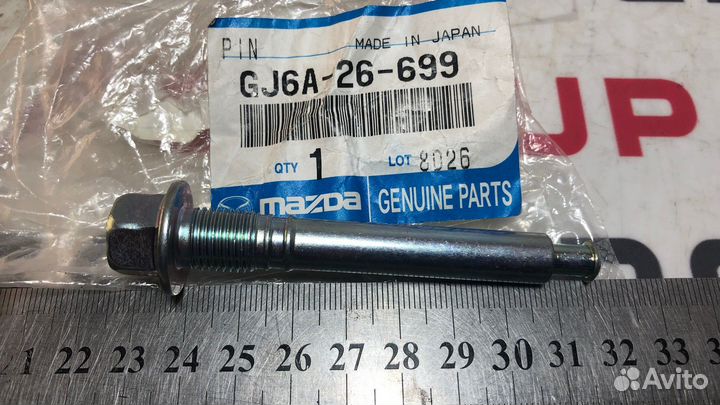 PIN MADE IN JAPAN
GJ6A-26-699
QTY 1 LOT 8026
mazda GENUINE PARTS
UP
22 23 24 25 26 27 28 29 30 31 32 33
Avito